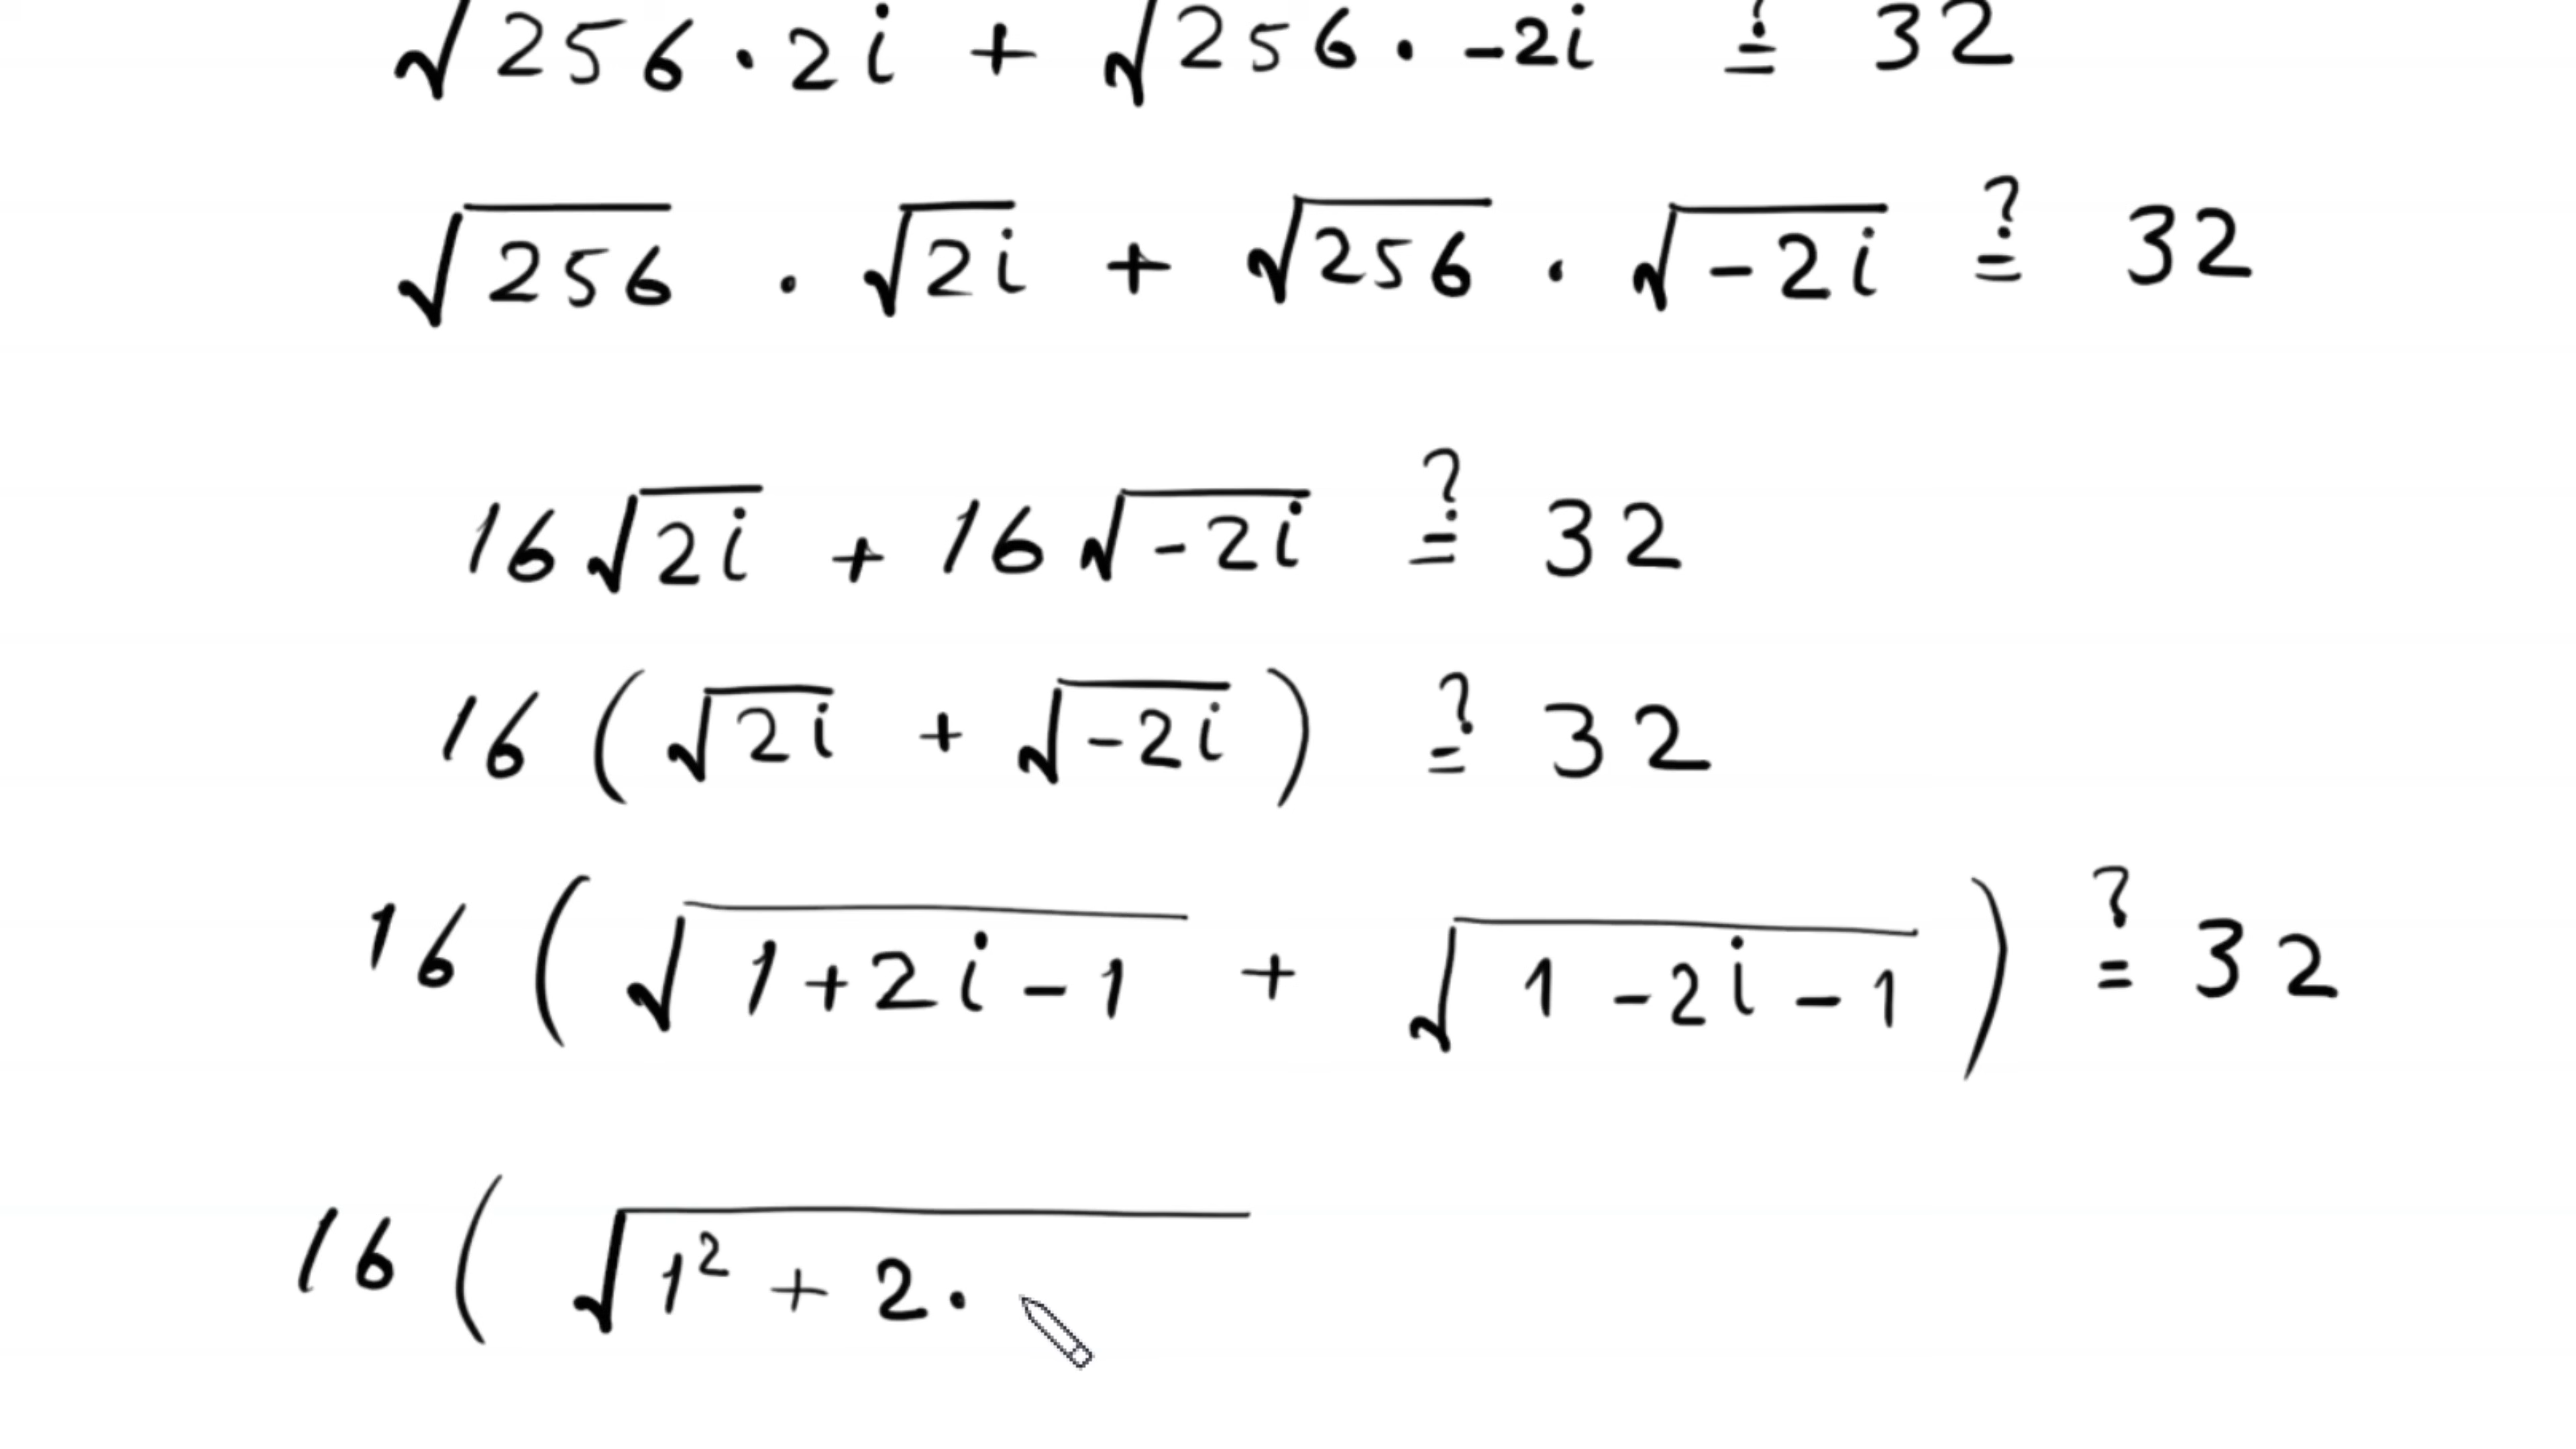 √256 · 2i + √256 · -2i ≟ 32
√256 · √2i + √256 · √-2i ≟ 32
16√2i + 16√-2i ≟ 32
16(√2i + √-2i) ≟ 32
16(√1+2i-1 + √1-2i-1) ≟ 32
16(√1² + 2·